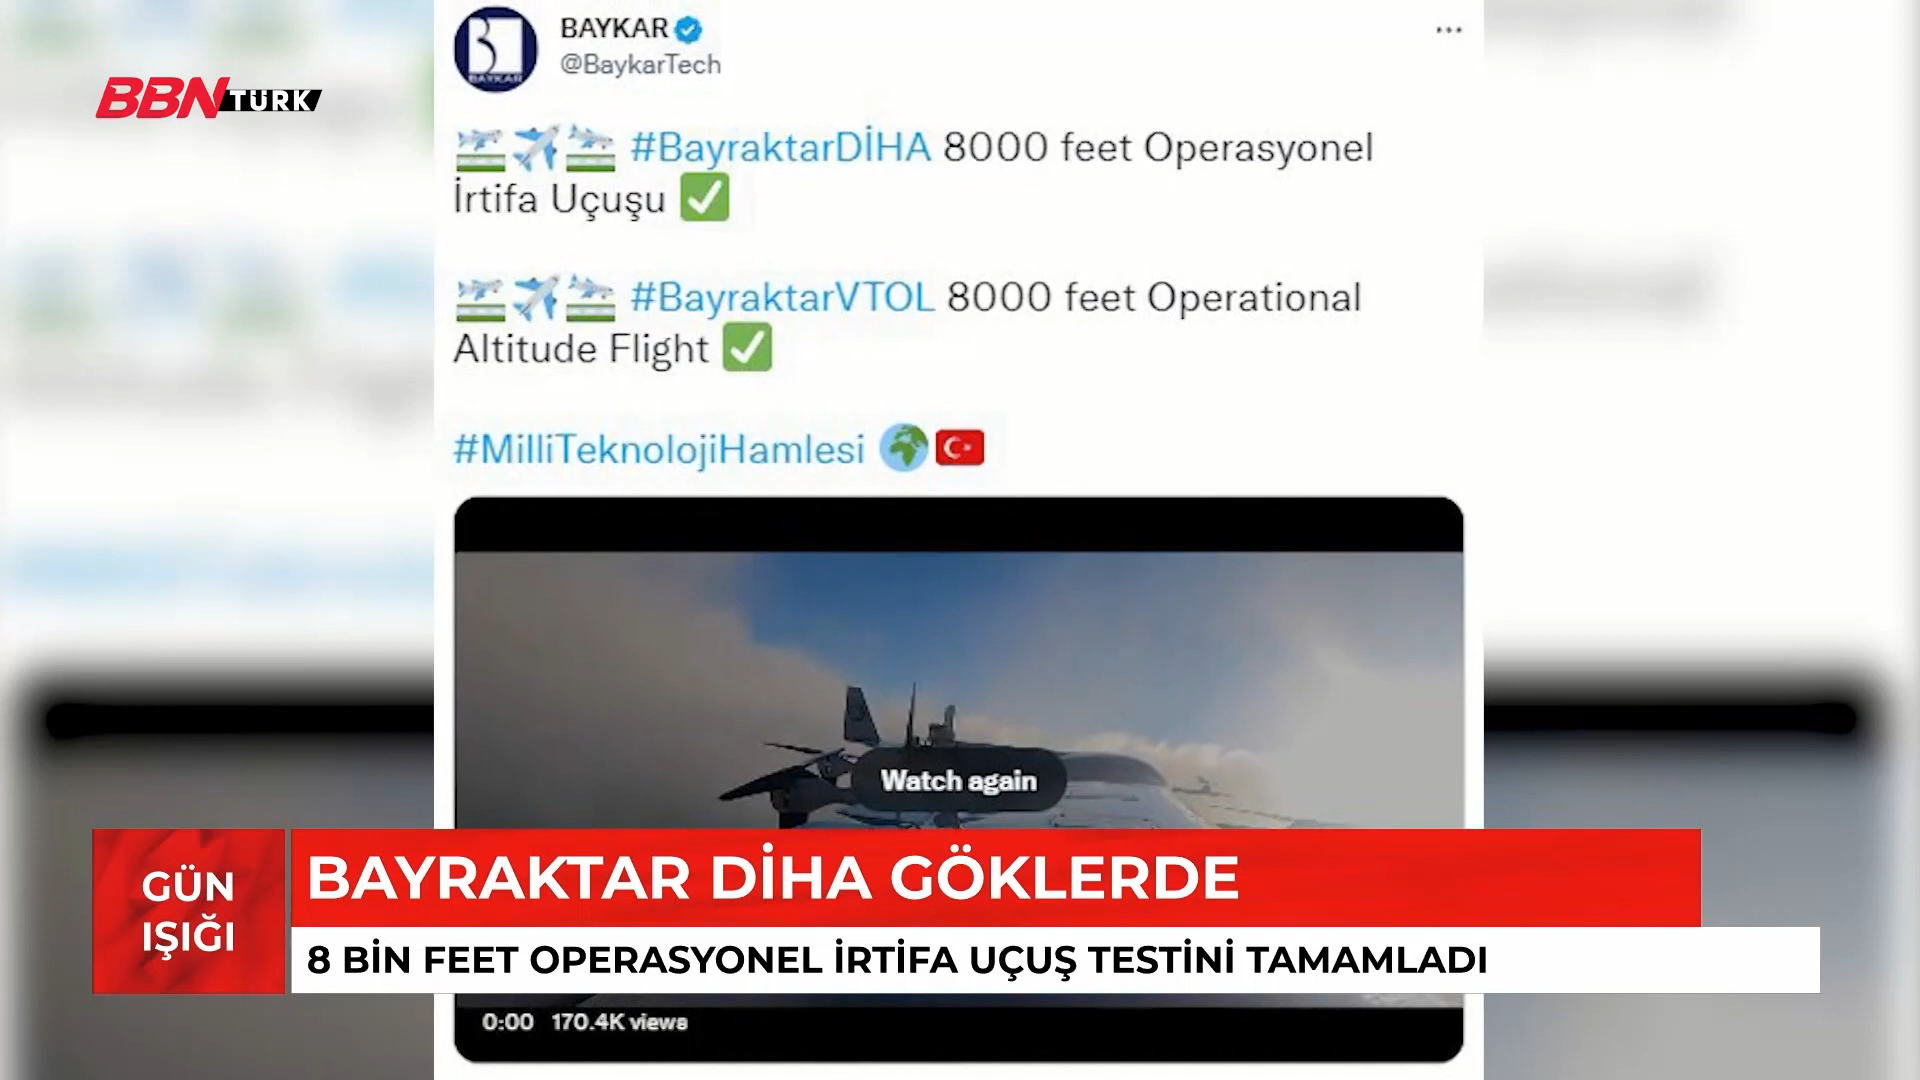 BBN TÜRK
BAYKAR
@BaykarTech
#BayraktarDİHA 8000 feet Operasyonel
İrtifa Uçuşu
#BayraktarVTOL 8000 feet Operational
Altitude Flight
#MilliTeknolojiHamlesi
Watch again
GÜN
IŞIĞI
BAYRAKTAR DİHA GÖKLERDE
8 BİN FEET OPERASYONEL İRTİFA UÇUŞ TESTİNİ TAMAMLADI
0:00 170.4K views